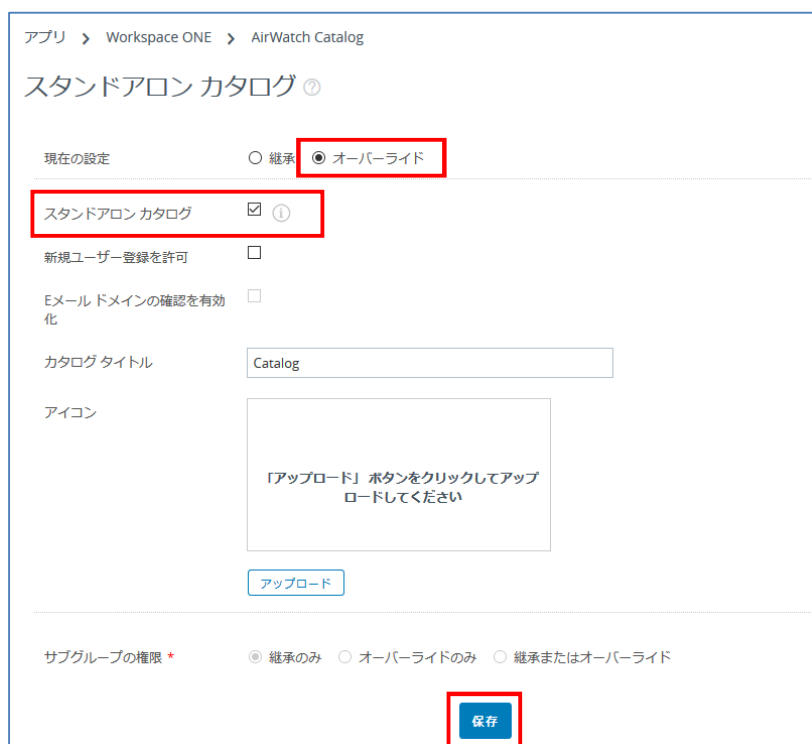 アプリ > Workspace ONE > AirWatch Catalog
スタンドアロン カタログ
現在の設定 継承 オーバーライド
スタンドアロン カタログ
新規ユーザー登録を許可
Eメール ドメインの確認を有効
化
カタログ タイトル Catalog
アイコン
「アップロード」 ボタンをクリックしてアップ
ロードしてください
アップロード
サブグループの権限 * 継承のみ オーバーライドのみ 継承またはオーバーライド
保存